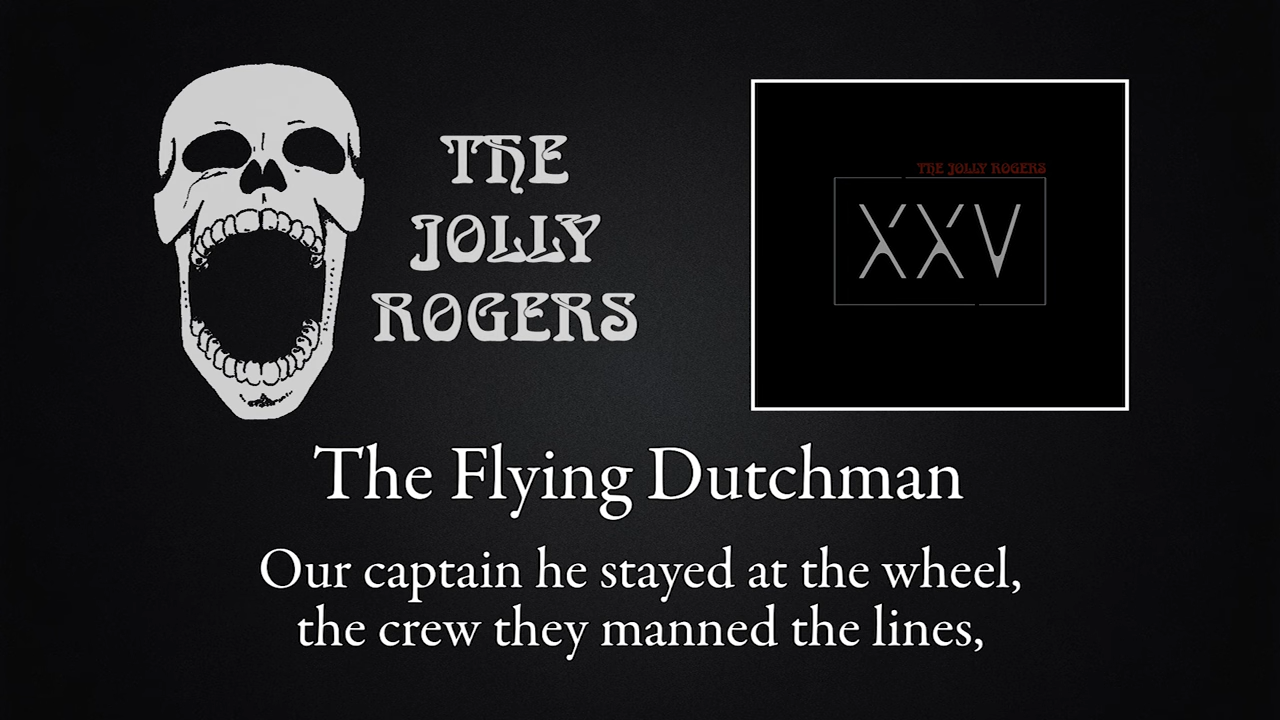 THE
JOLLY
ROGERS
THE JOLLY ROGERS
XXV
The Flying Dutchman
Our captain he stayed at the wheel,
the crew they manned the lines,